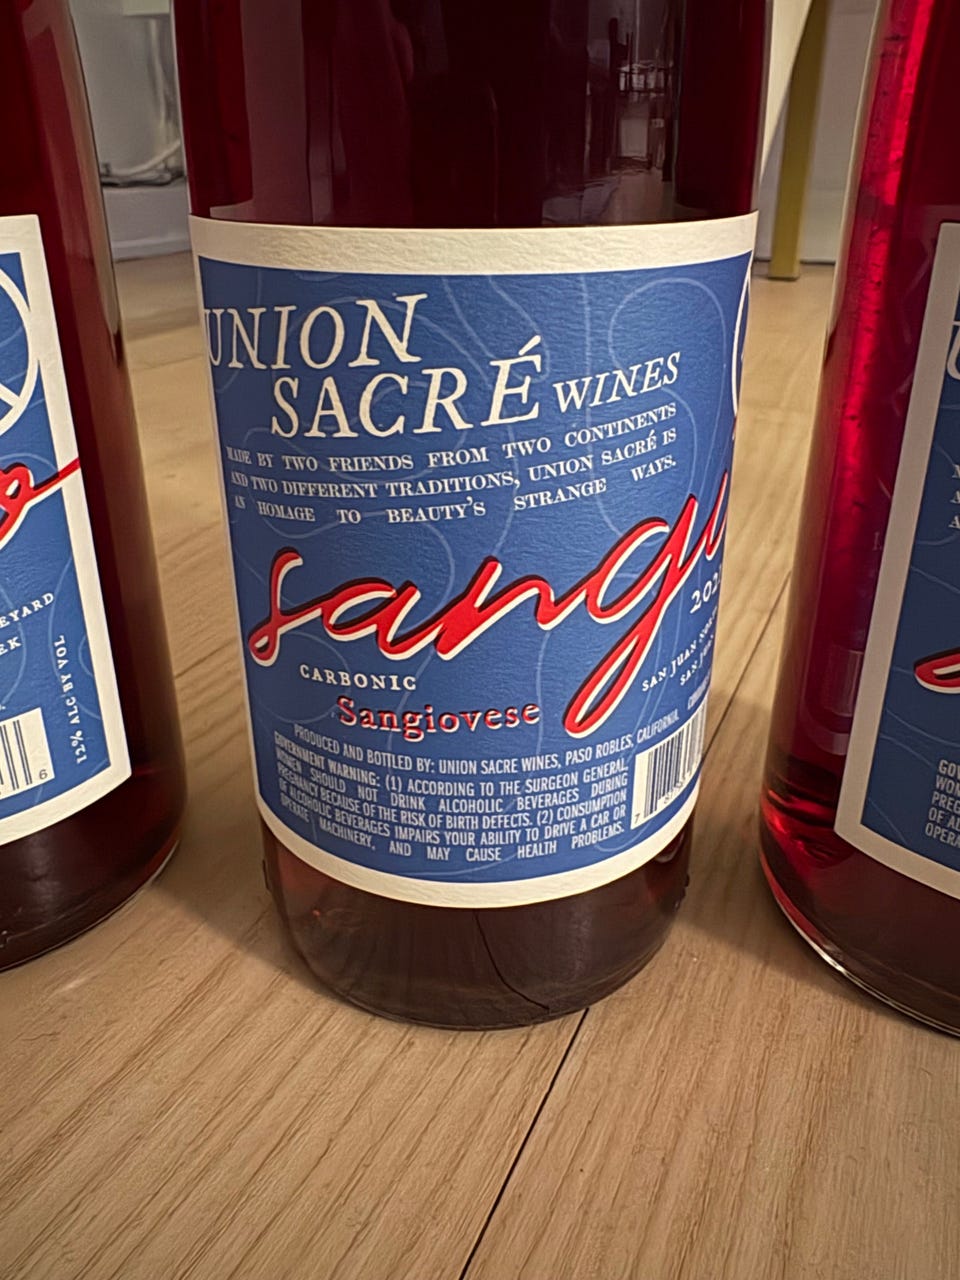 UNION
SACRÉ WINES
MADE BY TWO FRIENDS FROM TWO CONTINENTS
AND TWO DIFFERENT TRADITIONS, UNION SACRÉ IS
AN HOMAGE TO BEAUTY'S STRANGE WAYS.
CARBONIC
Sangiovese
SAN JUAN
PRODUCED AND BOTTLED BY: UNION SACRE WINES, PASO ROBLES, CALIFORNIA.
GOVERNMENT WARNING: (1) ACCORDING TO THE SURGEON GENERAL,
WOMEN SHOULD NOT DRINK ALCOHOLIC BEVERAGES DURING
PREGNANCY BECAUSE OF THE RISK OF BIRTH DEFECTS. (2) CONSUMPTION
OF ALCOHOLIC BEVERAGES IMPAIRS YOUR ABILITY TO DRIVE A CAR OR
OPERATE MACHINERY, AND MAY CAUSE HEALTH PROBLEMS.
7
12% ALC BY VOL
6